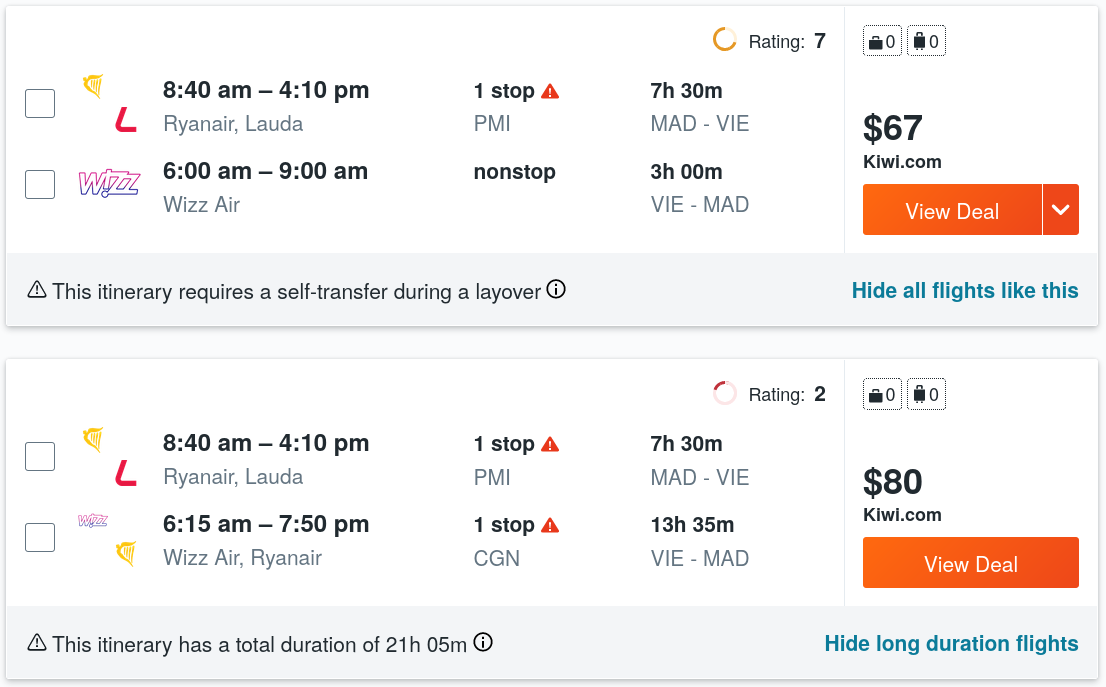 Rating: 7
0 0
8:40 am – 4:10 pm 1 stop 7h 30m
Ryanair, Lauda PMI MAD - VIE
$67
Kiwi.com
WIZZ 6:00 am – 9:00 am nonstop 3h 00m
Wizz Air VIE - MAD
View Deal
This itinerary requires a self-transfer during a layover Hide all flights like this
Rating: 2
0 0
8:40 am – 4:10 pm 1 stop 7h 30m
Ryanair, Lauda PMI MAD - VIE
$80
Kiwi.com
WIZZ 6:15 am – 7:50 pm 1 stop 13h 35m
Wizz Air, Ryanair CGN VIE - MAD
View Deal
This itinerary has a total duration of 21h 05m Hide long duration flights